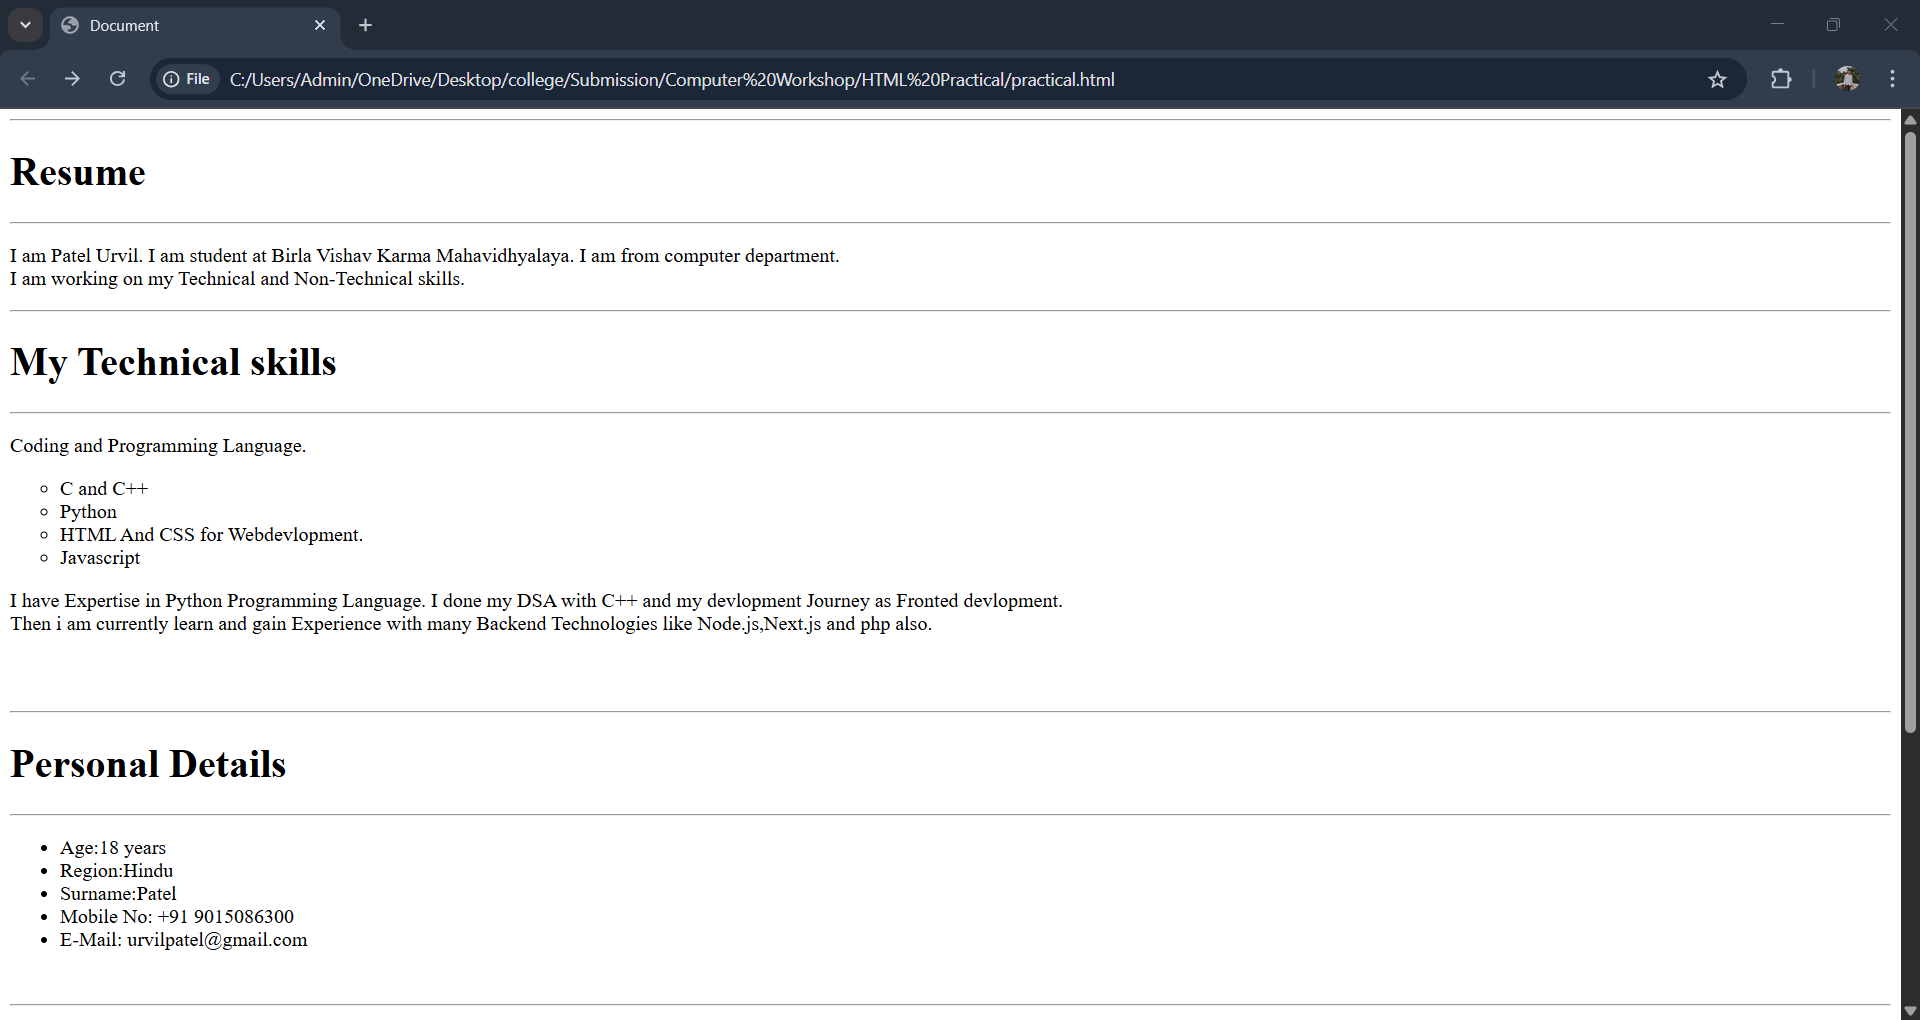 Document
File
C:/Users/Admin/OneDrive/Desktop/college/Submission/Computer%20Workshop/HTML%20Practical/practical.html
Resume
I am Patel Urvil. I am student at Birla Vishav Karma Mahavidhyalaya. I am from computer department.
I am working on my Technical and Non-Technical skills.
My Technical skills
Coding and Programming Language.
C and C++
Python
HTML And CSS for Webdevlopment.
Javascript
I have Expertise in Python Programming Language. I done my DSA with C++ and my devlopment Journey as Fronted devlopment.
Then i am currently learn and gain Experience with many Backend Technologies like Node.js,Next.js and php also.
Personal Details
Age:18 years
Region:Hindu
Surname:Patel
Mobile No: +91 9015086300
E-Mail: urvilpatel@gmail.com